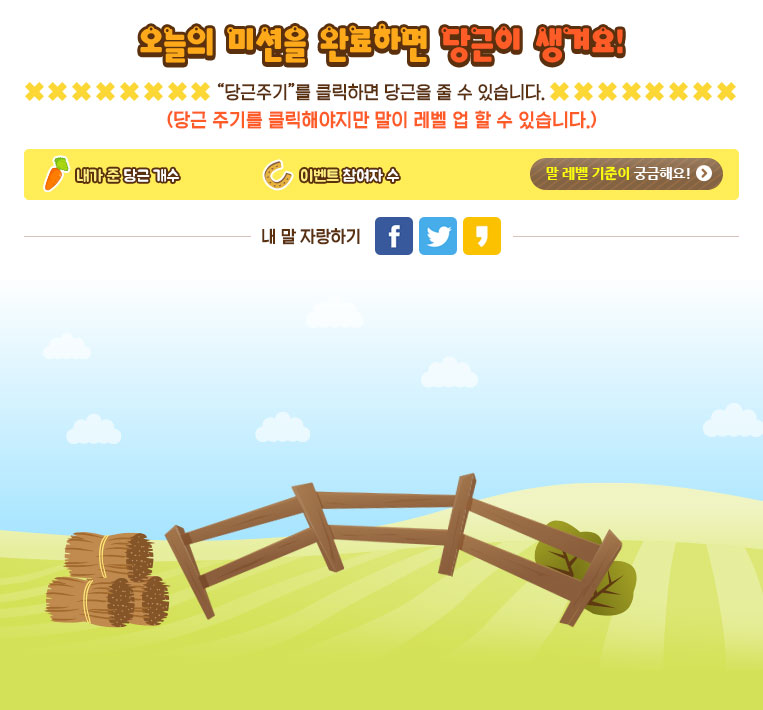 오늘의 미션을 완료하면 당근이 생겨요!
“당근주기”를 클릭하면 당근을 줄 수 있습니다.
(당근 주기를 클릭해야지만 말이 레벨 업 할 수 있습니다.)
내가 준 당근 개수 이벤트 참여자 수 말 레벨 기준이 궁금해요!
내 말 자랑하기